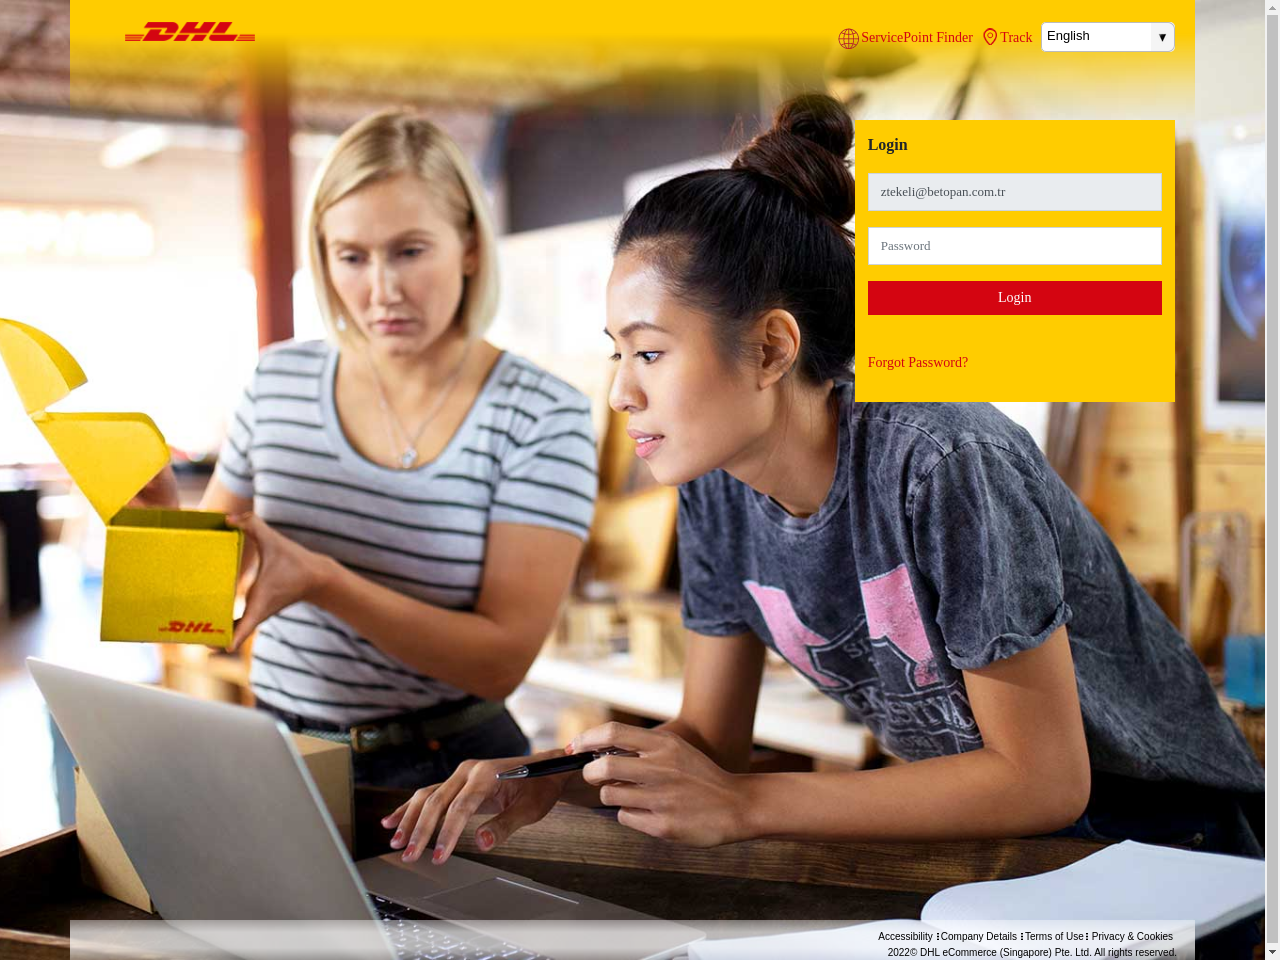 DHL
ServicePoint Finder
Track
English
Login
ztekeli@betopan.com.tr
Password
Login
Forgot Password?
DHL
Accessibility
Company Details
Terms of Use
Privacy & Cookies
2022© DHL eCommerce (Singapore) Pte. Ltd. All rights reserved.